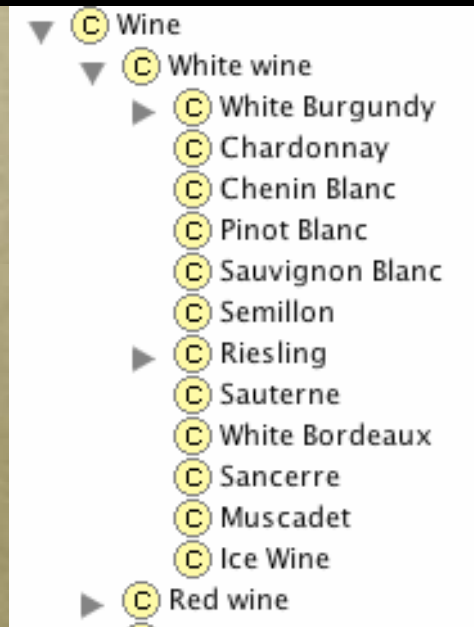 C Wine
C White wine
C White Burgundy
C Chardonnay
C Chenin Blanc
C Pinot Blanc
C Sauvignon Blanc
C Semillon
C Riesling
C Sauterne
C White Bordeaux
C Sancerre
C Muscadet
C Ice Wine
C Red wine